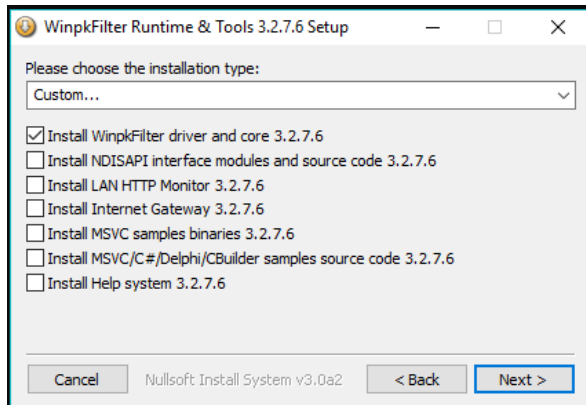 WinpkFilter Runtime & Tools 3.2.7.6 Setup
Please choose the installation type:
Custom...
Install WinpkFilter driver and core 3.2.7.6
Install NDISAPI interface modules and source code 3.2.7.6
Install LAN HTTP Monitor 3.2.7.6
Install Internet Gateway 3.2.7.6
Install MSVC samples binaries 3.2.7.6
Install MSVC/C#/Delphi/CBuilder samples source code 3.2.7.6
Install Help system 3.2.7.6
Cancel Nullsoft Install System v3.0a2 < Back Next >